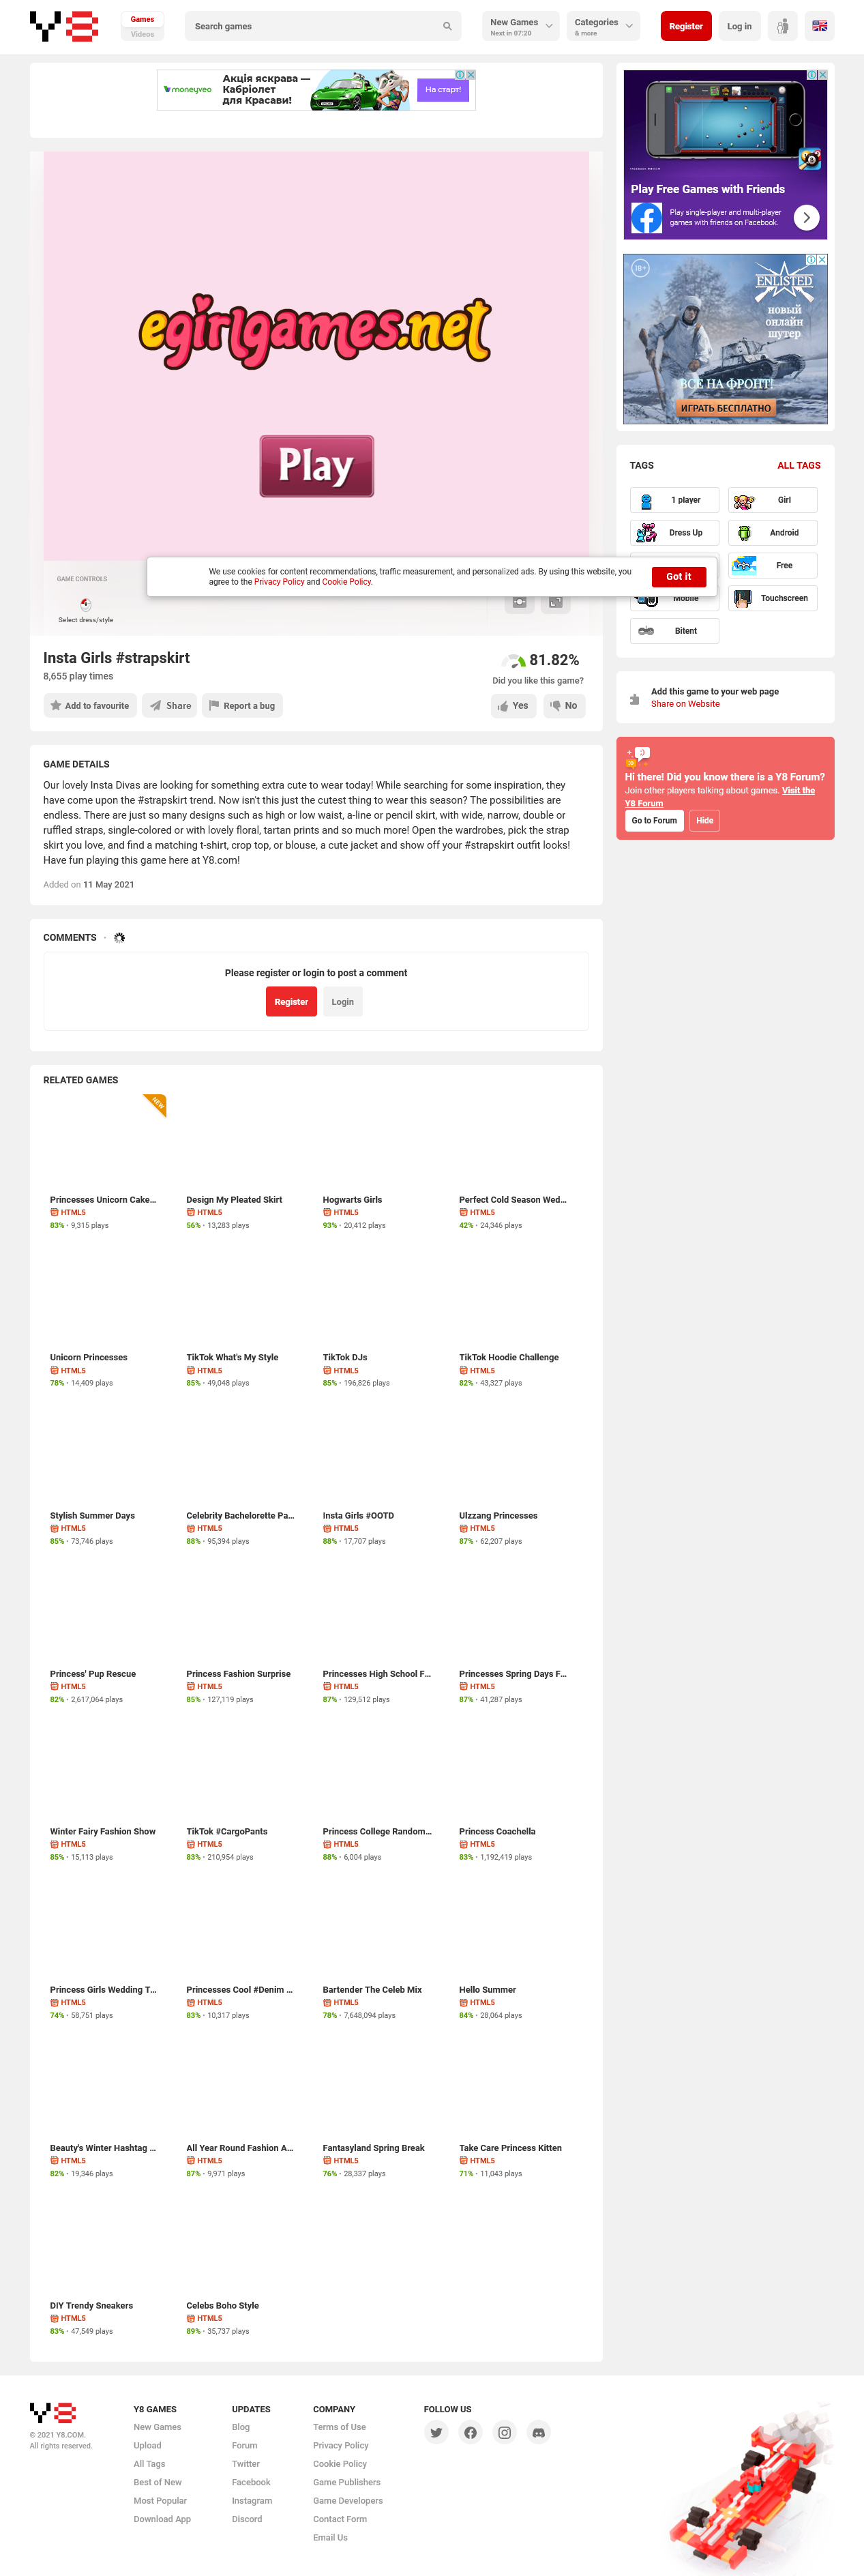 Y8
Games
Videos
Search games
New Games
Next in 07:20
Categories
& more
Register
Log in
moneyveo
Акція яскрава —
Кабріолет
для Красави!
На старт!
egirlgames.net
Play
GAME CONTROLS
Select dress/style
We use cookies for content recommendations, traffic measurement, and personalized ads. By using this website, you
agree to the Privacy Policy and Cookie Policy.
Got it
Insta Girls #strapskirt
8,655 play times
81.82%
Did you like this game?
Add to favourite
Share
Report a bug
Yes
No
Play Free Games with Friends
Play single-player and multi-player
games with friends on Facebook.
18+
ENLISTED
новый
онлайн
шутер
ВСЕ НА ФРОНТ!
ИГРАТЬ БЕСПЛАТНО
TAGS
ALL TAGS
1 player
Girl
Dress Up
Android
Free
Mobile
Touchscreen
Bitent
Add this game to your web page
Share on Website
Hi there! Did you know there is a Y8 Forum?
Join other players talking about games. Visit the
Y8 Forum
Go to Forum
Hide
GAME DETAILS
Our lovely Insta Divas are looking for something extra cute to wear today! While searching for some inspiration, they
have come upon the #strapskirt trend. Now isn't this just the cutest thing to wear this season? The possibilities are
endless. There are just so many designs such as high or low waist, a-line or pencil skirt, with wide, narrow, double or
ruffled straps, single-colored or with lovely floral, tartan prints and so much more! Open the wardrobes, pick the strap
skirt you love, and find a matching t-shirt, crop top, or blouse, a cute jacket and show off your #strapskirt outfit looks!
Have fun playing this game here at Y8.com!
Added on 11 May 2021
COMMENTS
Please register or login to post a comment
Register
Login
RELATED GAMES
NEW
Princesses Unicorn Cake...
HTML5
83% • 9,315 plays
Design My Pleated Skirt
HTML5
56% • 13,283 plays
Hogwarts Girls
HTML5
93% • 20,412 plays
Perfect Cold Season Wed...
HTML5
42% • 24,346 plays
Unicorn Princesses
HTML5
78% • 14,409 plays
TikTok What's My Style
HTML5
85% • 49,048 plays
TikTok DJs
HTML5
85% • 196,826 plays
TikTok Hoodie Challenge
HTML5
82% • 43,327 plays
Stylish Summer Days
HTML5
85% • 73,746 plays
Celebrity Bachelorette Pa...
HTML5
88% • 95,394 plays
Insta Girls #OOTD
HTML5
88% • 17,707 plays
Ulzzang Princesses
HTML5
87% • 62,207 plays
Princess' Pup Rescue
HTML5
82% • 2,617,064 plays
Princess Fashion Surprise
HTML5
85% • 127,119 plays
Princesses High School F...
HTML5
87% • 129,512 plays
Princesses Spring Days F...
HTML5
87% • 41,287 plays
Winter Fairy Fashion Show
HTML5
85% • 15,113 plays
TikTok #CargoPants
HTML5
83% • 210,954 plays
Princess College Random...
HTML5
88% • 6,004 plays
Princess Coachella
HTML5
83% • 1,192,419 plays
Princess Girls Wedding T...
HTML5
74% • 58,751 plays
Princesses Cool #Denim ...
HTML5
83% • 10,317 plays
Bartender The Celeb Mix
HTML5
78% • 7,648,094 plays
Hello Summer
HTML5
84% • 28,064 plays
Beauty's Winter Hashtag ...
HTML5
82% • 19,346 plays
All Year Round Fashion A...
HTML5
87% • 9,971 plays
Fantasyland Spring Break
HTML5
76% • 28,337 plays
Take Care Princess Kitten
HTML5
71% • 11,043 plays
DIY Trendy Sneakers
HTML5
83% • 47,549 plays
Celebs Boho Style
HTML5
89% • 35,737 plays
Y8
© 2021 Y8.COM.
All rights reserved.
Y8 GAMES
New Games
Upload
All Tags
Best of New
Most Popular
Download App
UPDATES
Blog
Forum
Twitter
Facebook
Instagram
Discord
COMPANY
Terms of Use
Privacy Policy
Cookie Policy
Game Publishers
Game Developers
Contact Form
Email Us
FOLLOW US